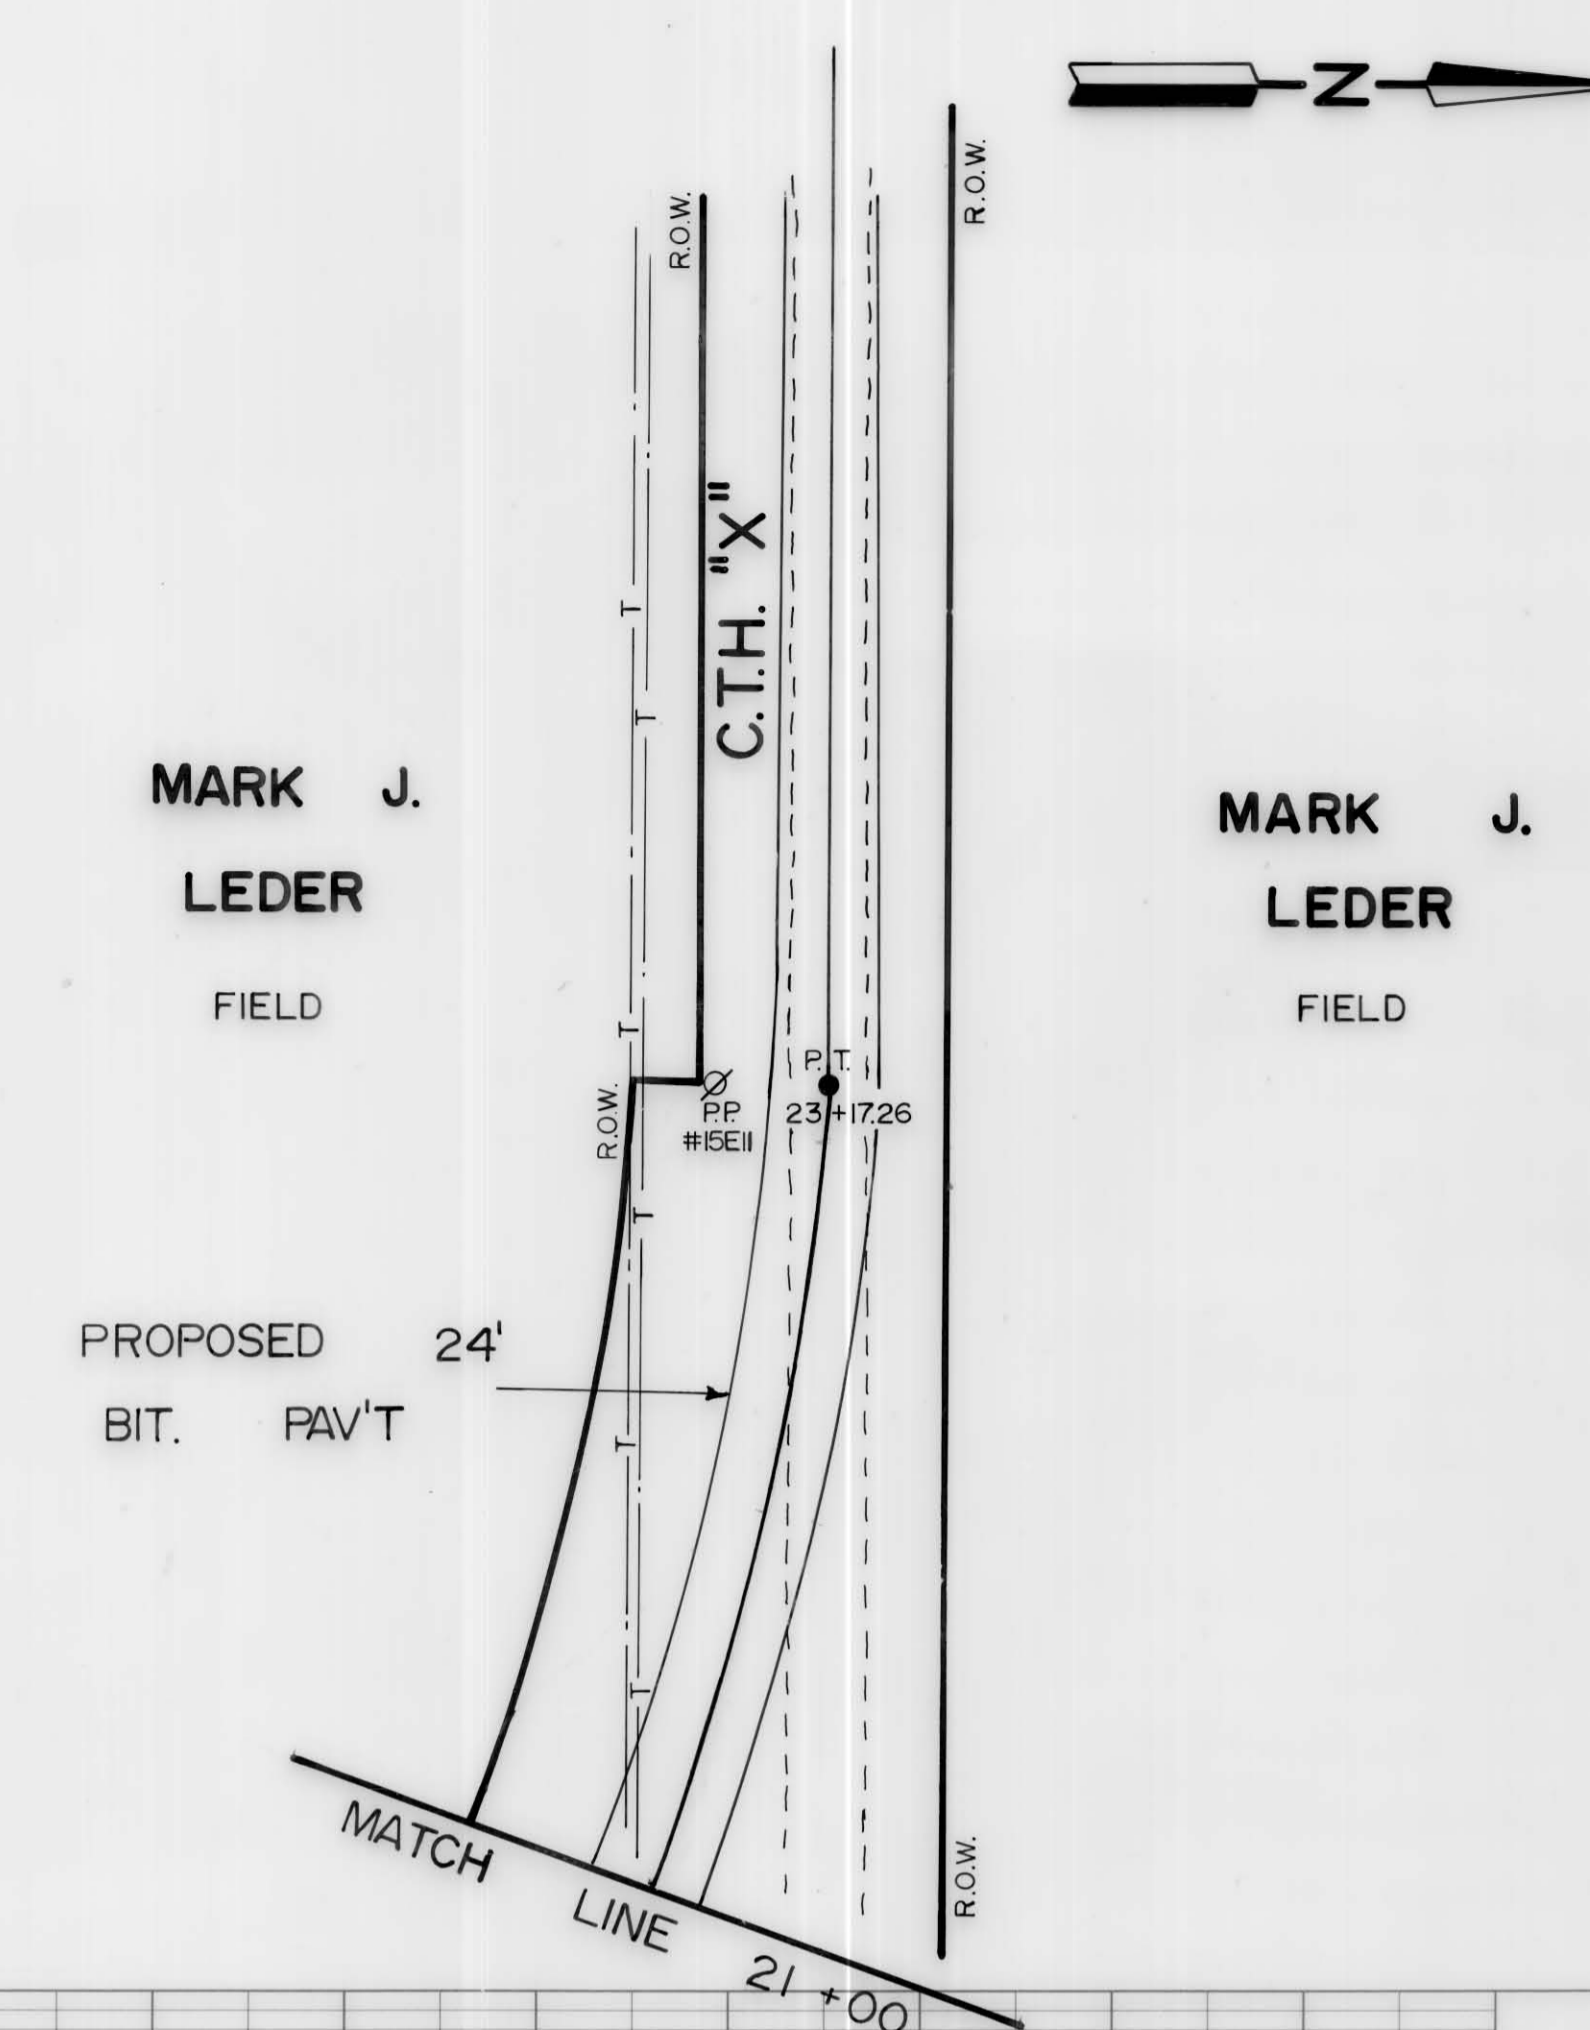 N
R.O.W.
R.O.W.
C.T.H. "X"
T
T
MARK J.
LEDER
FIELD
MARK J.
LEDER
FIELD
T
P.T.
23+17.26
P.P.
#15E11
R.O.W.
T
PROPOSED 24'
BIT. PAV'T
T
T
R.O.W.
MATCH LINE 21+00